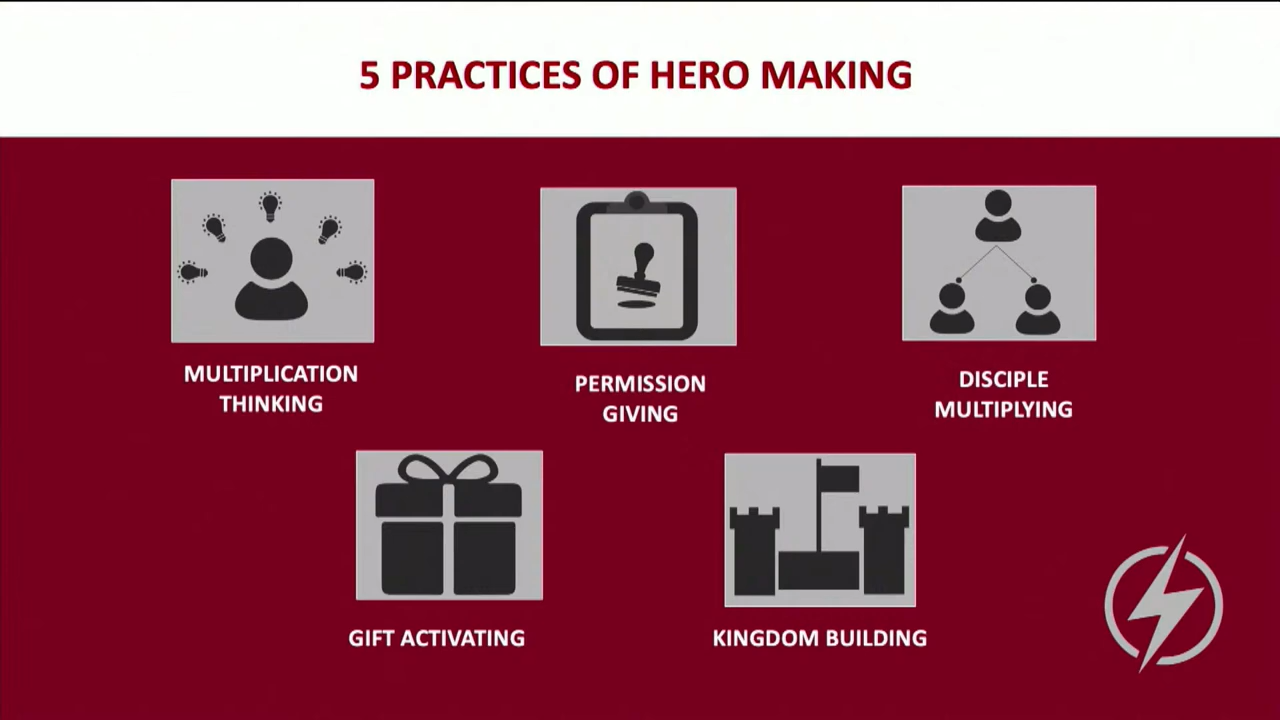 5 PRACTICES OF HERO MAKING
MULTIPLICATION
THINKING
PERMISSION
GIVING
DISCIPLE
MULTIPLYING
GIFT ACTIVATING
KINGDOM BUILDING